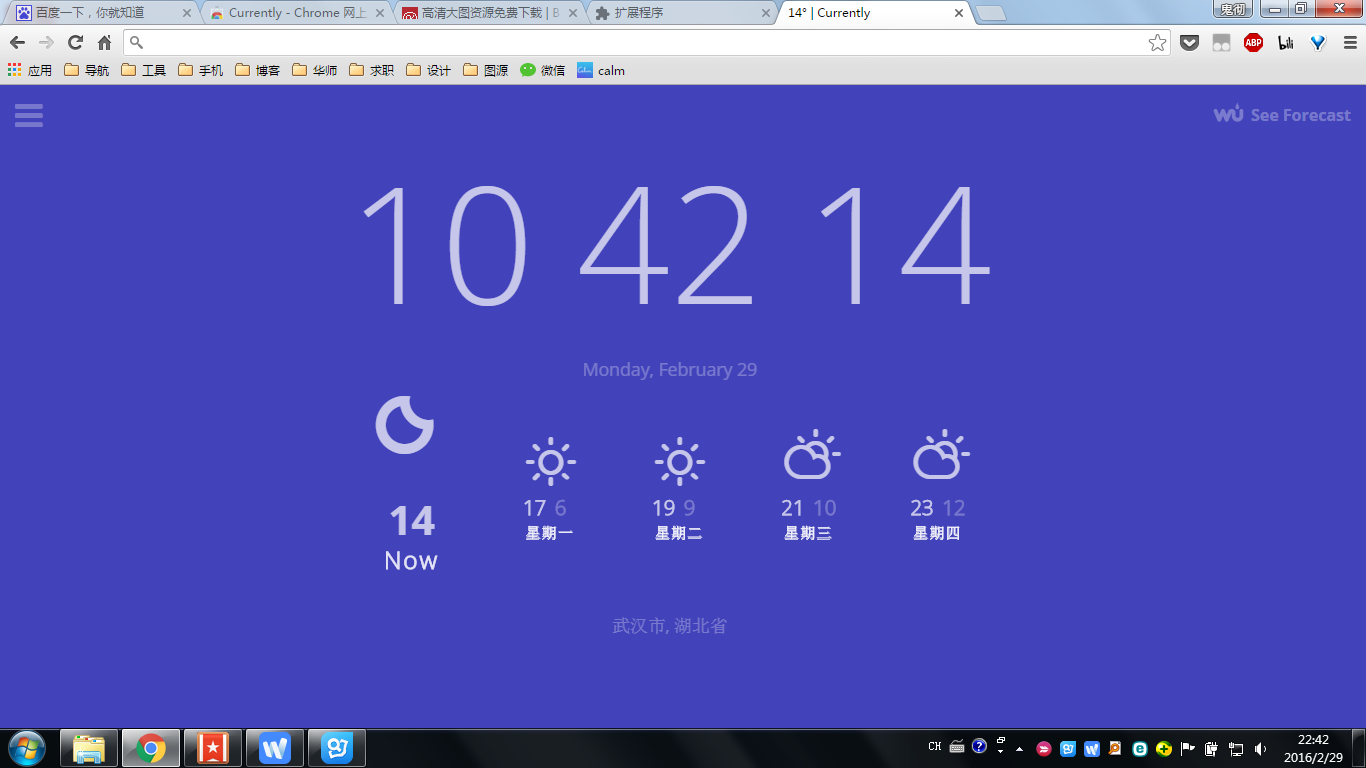 百度一下，你就知道
Currently - Chrome 网上
高清大图资源免费下载 | B
扩展程序
14° | Currently
鬼彻
ABP
应用 导航 工具 手机 博客 华师 求职 设计 图源 微信 calm
See Forecast
10 42 14
Monday, February 29
14
Now
17 6
星期一
19 9
星期二
21 10
星期三
23 12
星期四
武汉市, 湖北省
CH
22:42
2016/2/29